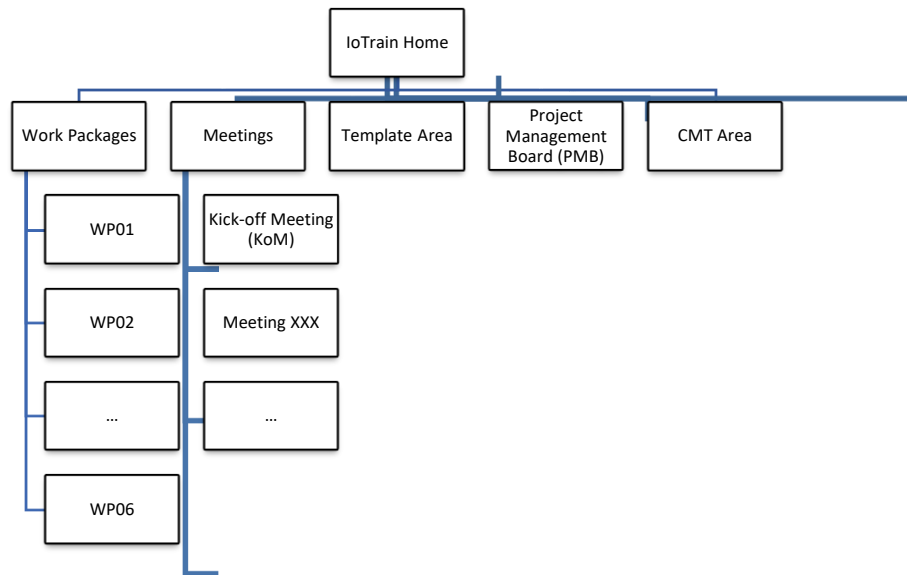 IoTrain Home
Work Packages
Meetings
Template Area
Project
Management
Board (PMB)
CMT Area
WP01
Kick-off Meeting
(KoM)
WP02
Meeting XXX
...
...
WP06